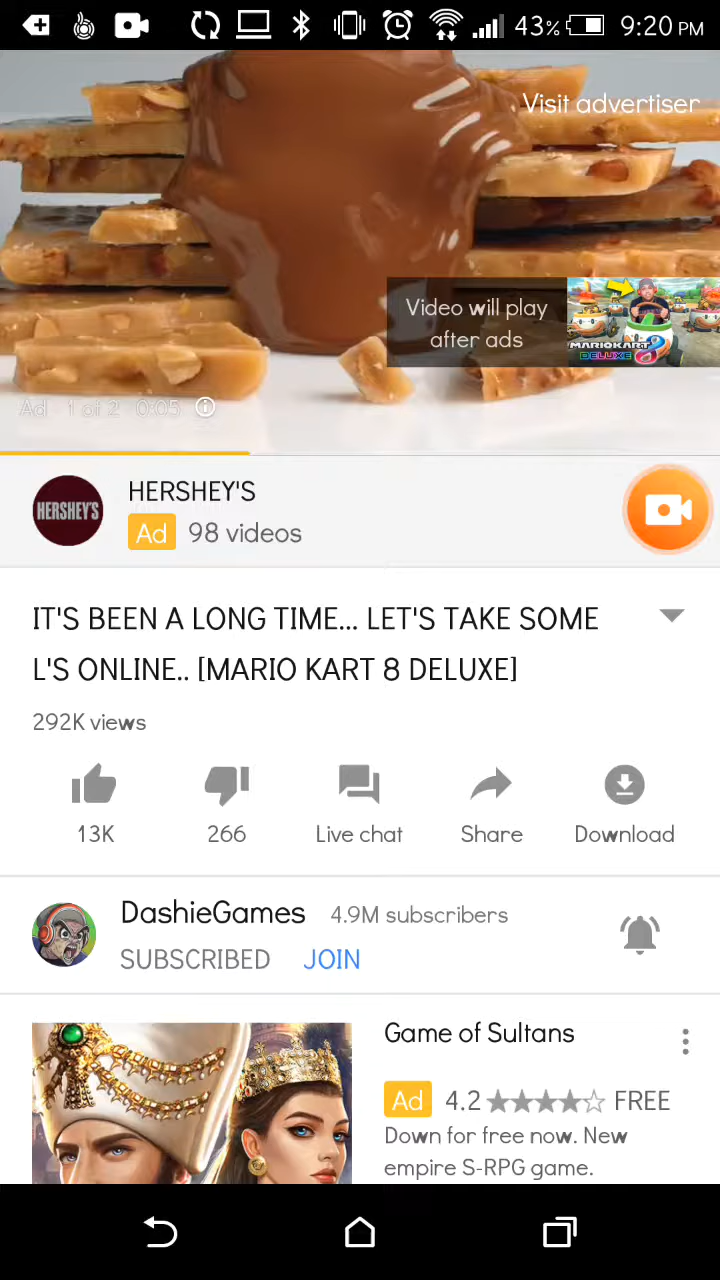 43% 9:20 PM
Visit advertiser
Video will play
after ads
MARIOKART 8
DELUXE
Ad · 1 of 2 · 0:05
HERSHEY'S
HERSHEY'S
Ad 98 videos
IT'S BEEN A LONG TIME... LET'S TAKE SOME
L'S ONLINE.. [MARIO KART 8 DELUXE]
292K views
13K 266 Live chat Share Download
DashieGames 4.9M subscribers
SUBSCRIBED JOIN
Game of Sultans
Ad 4.2 FREE
Down for free now. New
empire S-RPG game.